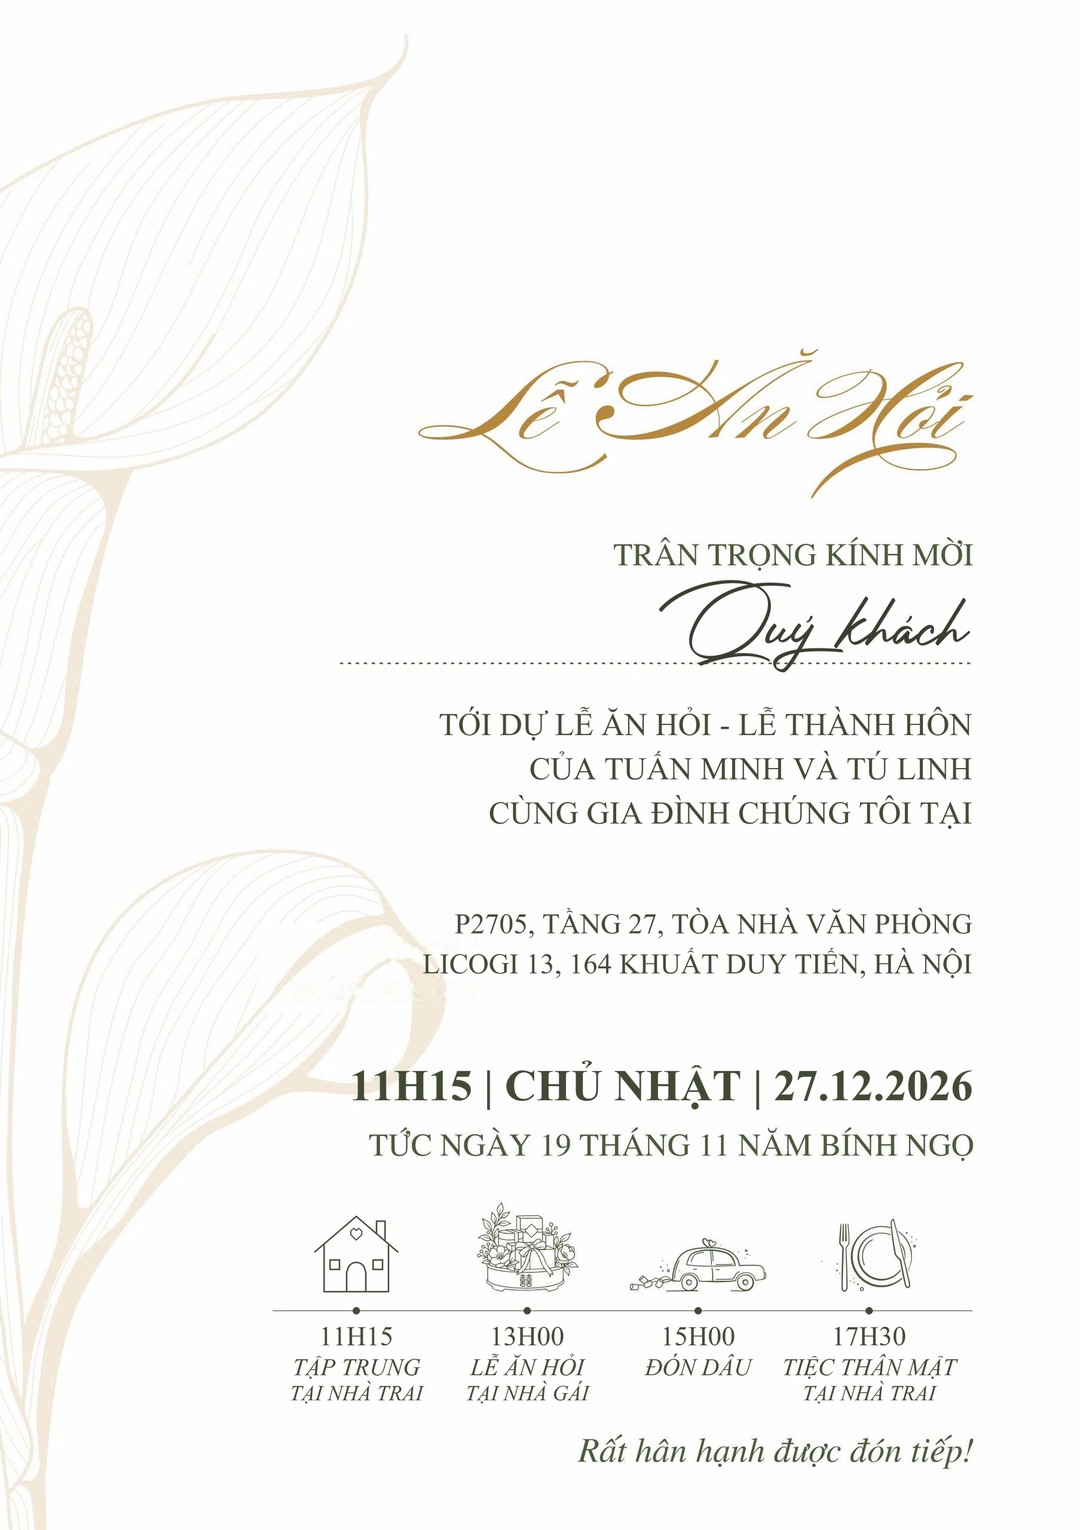 Lễ Ăn Hỏi
TRÂN TRỌNG KÍNH MỜI
Quý khách
TỚI DỰ LỄ ĂN HỎI - LỄ THÀNH HÔN
CỦA TUẤN MINH VÀ TÚ LINH
CÙNG GIA ĐÌNH CHÚNG TÔI TẠI
P2705, TẦNG 27, TÒA NHÀ VĂN PHÒNG
LICOGI 13, 164 KHUẤT DUY TIẾN, HÀ NỘI
11H15 | CHỦ NHẬT | 27.12.2026
TỨC NGÀY 19 THÁNG 11 NĂM BÍNH NGỌ
11H15
TẬP TRUNG
TẠI NHÀ TRAI
13H00
LỄ ĂN HỎI
TẠI NHÀ GÁI
15H00
ĐÓN DÂU
17H30
TIỆC THÂN MẬT
TẠI NHÀ TRAI
Rất hân hạnh được đón tiếp!